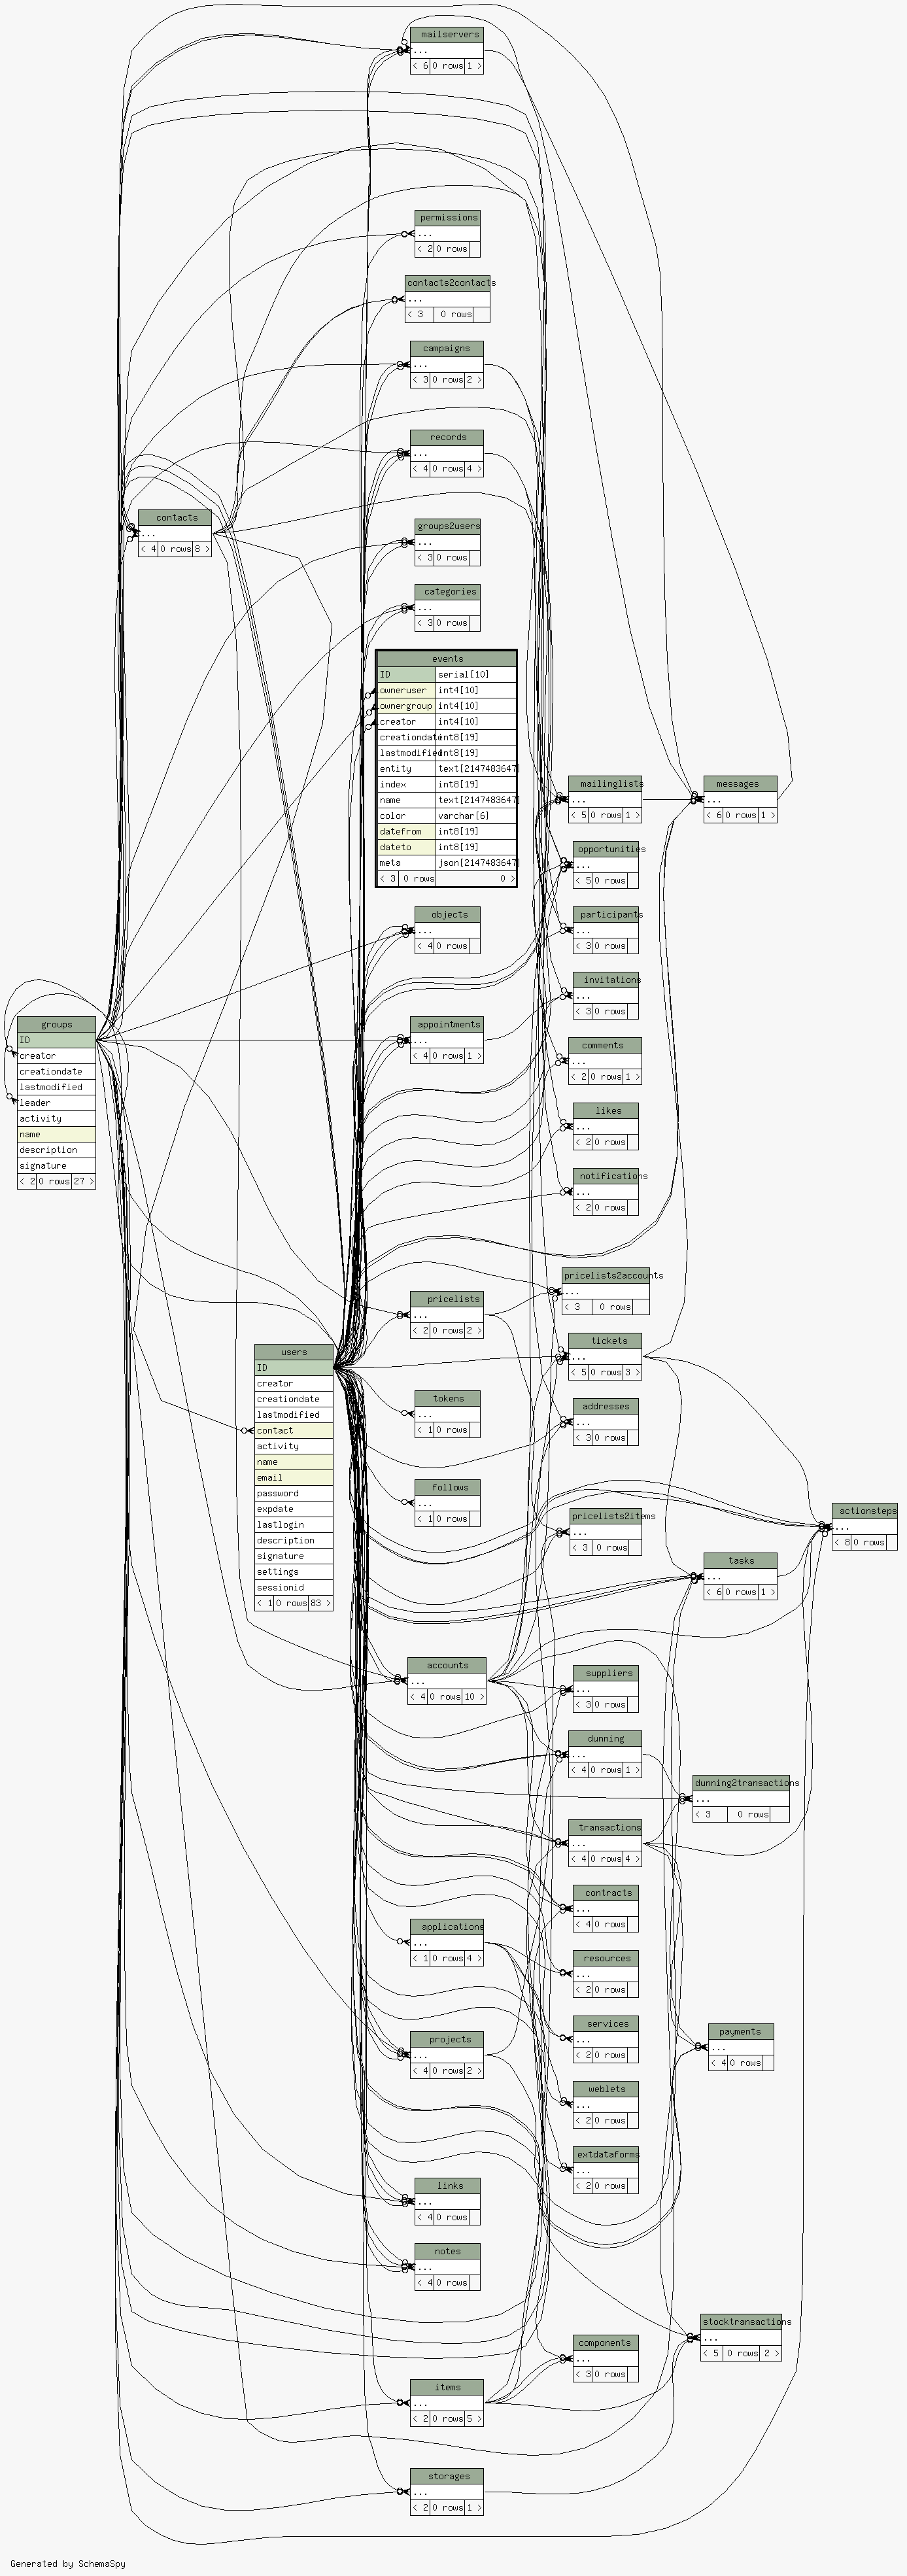 mailservers
...
< 6 0 rows 1 >
permissions
...
< 2 0 rows
contacts2contacts
...
< 3 0 rows
campaigns
...
< 3 0 rows 2 >
records
...
< 4 0 rows 4 >
contacts
...
< 4 0 rows 8 >
groups2users
...
< 3 0 rows
categories
...
< 3 0 rows
events
ID serial[10]
owneruser int4[10]
ownergroup int4[10]
creator int4[10]
creationdate int8[19]
lastmodified int8[19]
entity text[2147483647]
index int8[19]
name text[2147483647]
color varchar[6]
datefrom int8[19]
dateto int8[19]
meta json[2147483647]
< 3 0 rows 0 >
mailinglists
...
< 5 0 rows 1 >
messages
...
< 6 0 rows 1 >
opportunities
...
< 5 0 rows
objects
...
< 4 0 rows
participants
...
< 3 0 rows
invitations
...
< 3 0 rows
groups
ID
creator
creationdate
lastmodified
leader
activity
name
description
signature
< 2 0 rows 27 >
appointments
...
< 4 0 rows 1 >
comments
...
< 2 0 rows 1 >
likes
...
< 2 0 rows
notifications
...
< 2 0 rows
pricelists2accounts
...
< 3 0 rows
pricelists
...
< 2 0 rows 2 >
tickets
...
< 5 0 rows 3 >
users
ID
creator
creationdate
lastmodified
contact
activity
name
email
password
expdate
lastlogin
description
signature
settings
sessionid
< 1 0 rows 83 >
tokens
...
< 1 0 rows
addresses
...
< 3 0 rows
follows
...
< 1 0 rows
pricelists2items
...
< 3 0 rows
actionsteps
...
< 8 0 rows
tasks
...
< 6 0 rows 1 >
accounts
...
< 4 0 rows 10 >
suppliers
...
< 3 0 rows
dunning
...
< 4 0 rows 1 >
dunning2transactions
...
< 3 0 rows
transactions
...
< 4 0 rows 4 >
contracts
...
< 4 0 rows
applications
...
< 1 0 rows 4 >
resources
...
< 2 0 rows
services
...
< 2 0 rows
payments
...
< 4 0 rows
projects
...
< 4 0 rows 2 >
weblets
...
< 2 0 rows
extdataforms
...
< 2 0 rows
links
...
< 4 0 rows
notes
...
< 4 0 rows
stocktransactions
...
< 5 0 rows 2 >
components
...
< 3 0 rows
items
...
< 2 0 rows 5 >
storages
...
< 2 0 rows 1 >
Generated by SchemaSpy